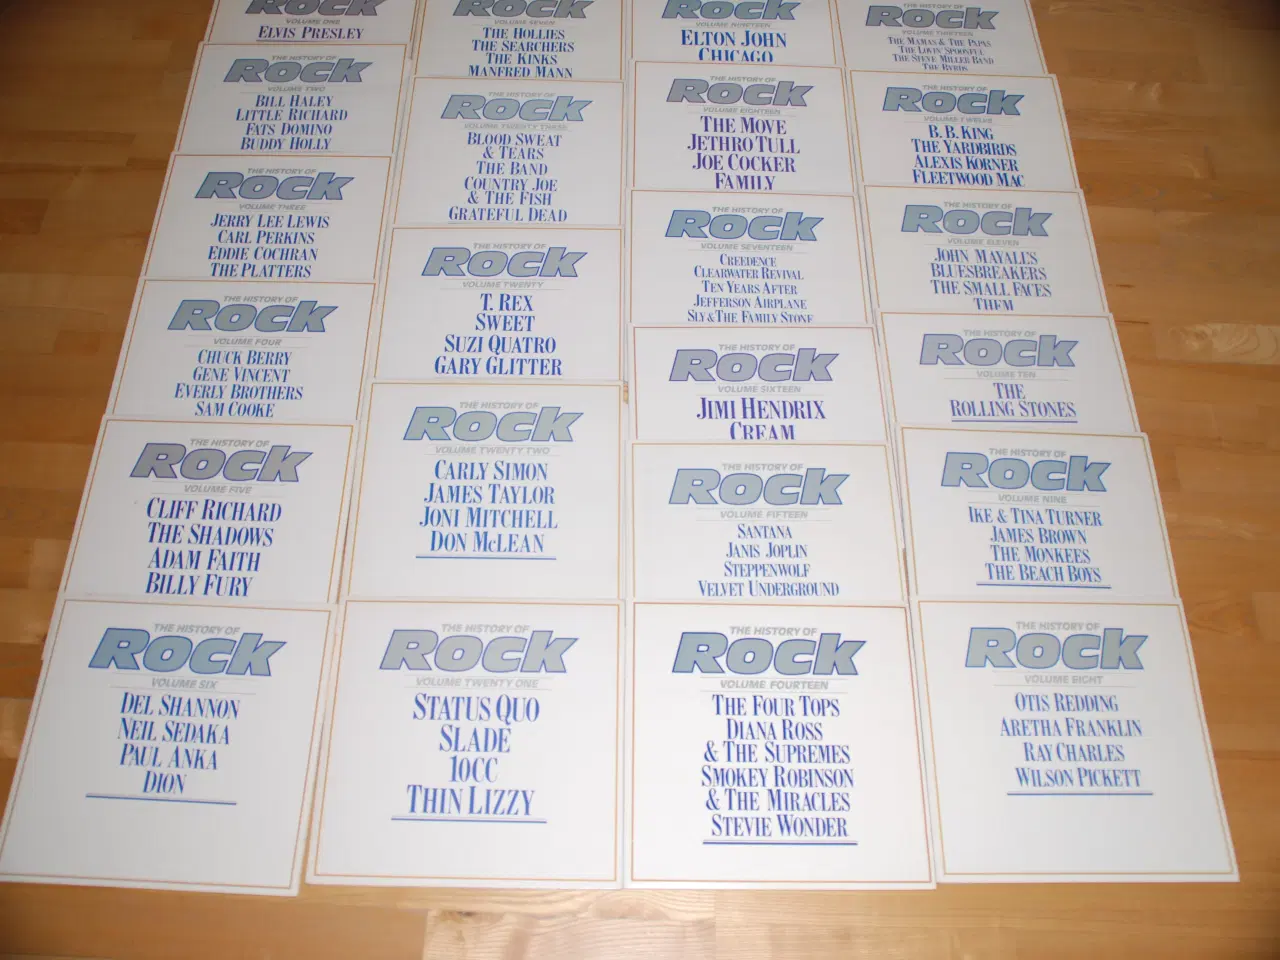 Rock
VOLUME ONE
ELVIS PRESLEY
THE HISTORY OF
Rock
VOLUME TWO
BILL HALEY
LITTLE RICHARD
FATS DOMINO
BUDDY HOLLY
THE HISTORY OF
Rock
VOLUME THREE
JERRY LEE LEWIS
CARL PERKINS
EDDIE COCHRAN
THE PLATTERS
THE HISTORY OF
Rock
VOLUME FOUR
CHUCK BERRY
GENE VINCENT
EVERLY BROTHERS
SAM COOKE
THE HISTORY OF
Rock
VOLUME FIVE
CLIFF RICHARD
THE SHADOWS
ADAM FAITH
BILLY FURY
THE HISTORY OF
Rock
VOLUME SIX
DEL SHANNON
NEIL SEDAKA
PAUL ANKA
DION
Rock
VOLUME SEVEN
THE HOLLIES
THE SEARCHERS
THE KINKS
MANFRED MANN
THE HISTORY OF
Rock
VOLUME TWENTY THREE
BLOOD SWEAT
& TEARS
THE BAND
COUNTRY JOE
& THE FISH
GRATEFUL DEAD
THE HISTORY OF
Rock
VOLUME TWENTY
T. REX
SWEET
SUZI QUATRO
GARY GLITTER
THE HISTORY OF
Rock
VOLUME TWENTY TWO
CARLY SIMON
JAMES TAYLOR
JONI MITCHELL
DON McLEAN
THE HISTORY OF
Rock
VOLUME TWENTY ONE
STATUS QUO
SLADE
10CC
THIN LIZZY
Rock
VOLUME NINETEEN
ELTON JOHN
CHICAGO
THE HISTORY OF
Rock
VOLUME EIGHTEEN
THE MOVE
JETHRO TULL
JOE COCKER
FAMILY
THE HISTORY OF
Rock
VOLUME SEVENTEEN
CREEDENCE
CLEARWATER REVIVAL
TEN YEARS AFTER
JEFFERSON AIRPLANE
SLY & THE FAMILY STONE
THE HISTORY OF
Rock
VOLUME SIXTEEN
JIMI HENDRIX
CREAM
THE HISTORY OF
Rock
VOLUME FIFTEEN
SANTANA
JANIS JOPLIN
STEPPENWOLF
VELVET UNDERGROUND
THE HISTORY OF
Rock
VOLUME FOURTEEN
THE FOUR TOPS
DIANA ROSS
& THE SUPREMES
SMOKEY ROBINSON
& THE MIRACLES
STEVIE WONDER
Rock
VOLUME THIRTEEN
THE MAMAS & THE PAPAS
THE LOVIN' SPOONFUL
THE STEVE MILLER BAND
THE BYRDS
THE HISTORY OF
Rock
VOLUME TWELVE
B. B. KING
THE YARDBIRDS
ALEXIS KORNER
FLEETWOOD MAC
THE HISTORY OF
Rock
VOLUME ELEVEN
JOHN MAYALL'S
BLUESBREAKERS
THE SMALL FACES
THEM
THE HISTORY OF
Rock
VOLUME TEN
THE
ROLLING STONES
THE HISTORY OF
Rock
VOLUME NINE
IKE & TINA TURNER
JAMES BROWN
THE MONKEES
THE BEACH BOYS
THE HISTORY OF
Rock
VOLUME EIGHT
OTIS REDDING
ARETHA FRANKLIN
RAY CHARLES
WILSON PICKETT